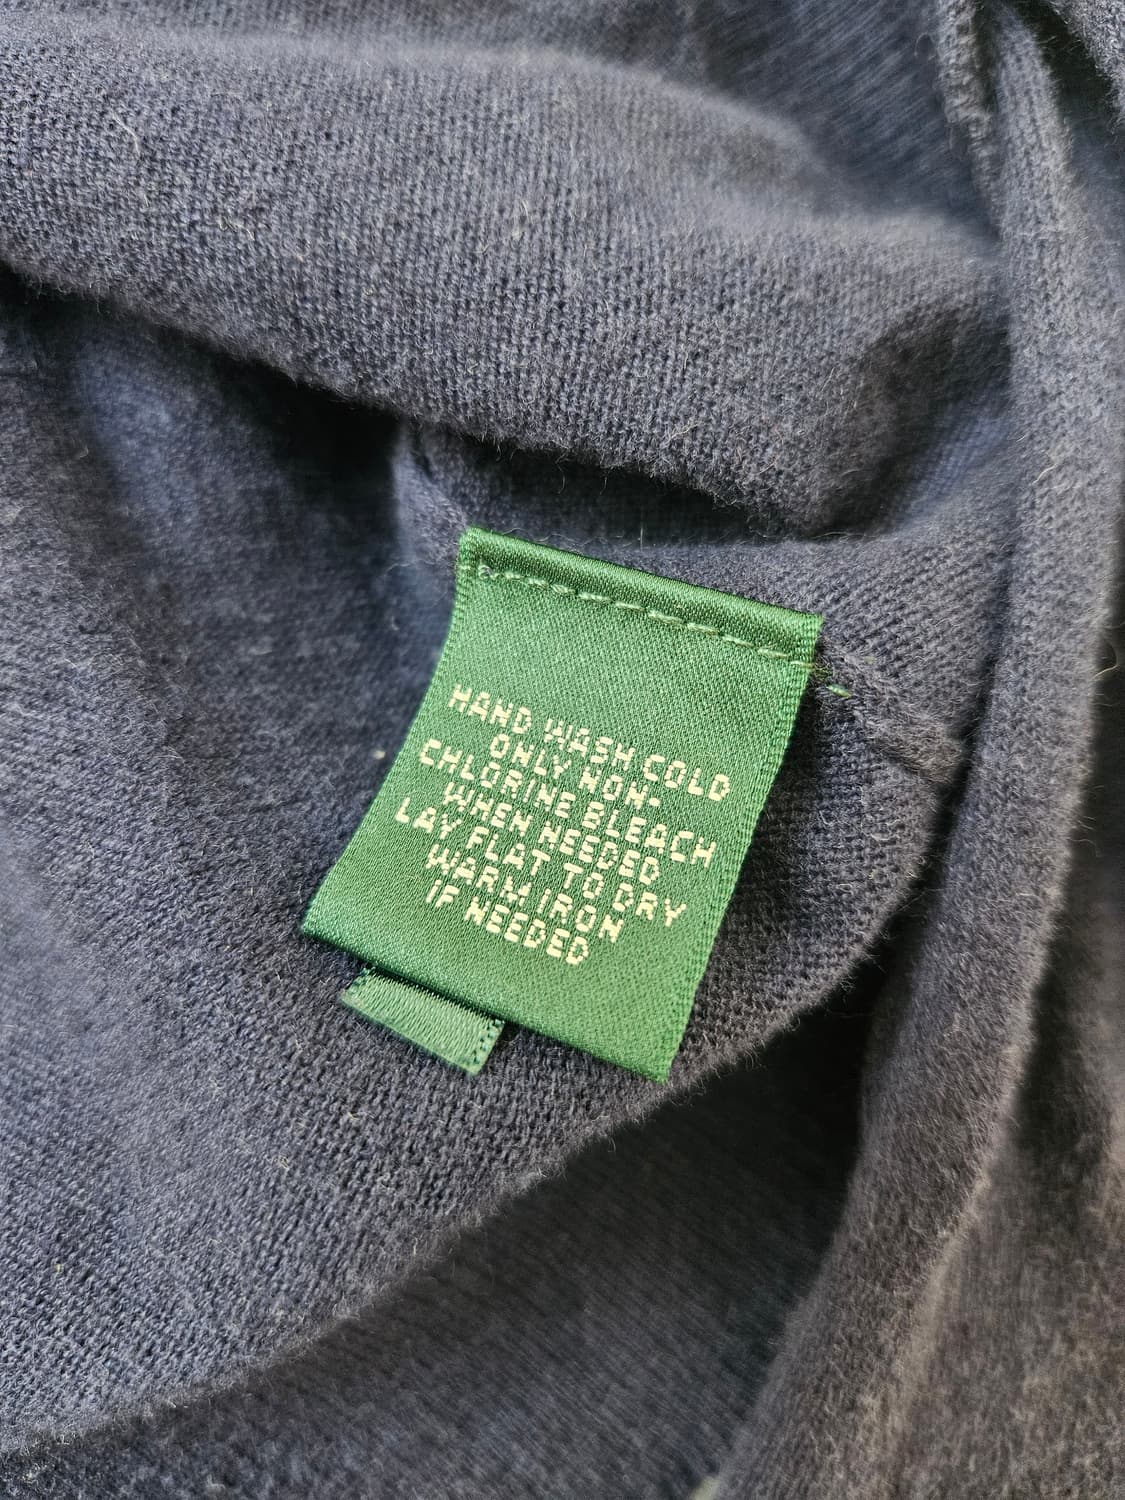 HAND WASH COLD
ONLY NON-
CHLORINE BLEACH
WHEN NEEDED
LAY FLAT TO DRY
WARM IRON
IF NEEDED